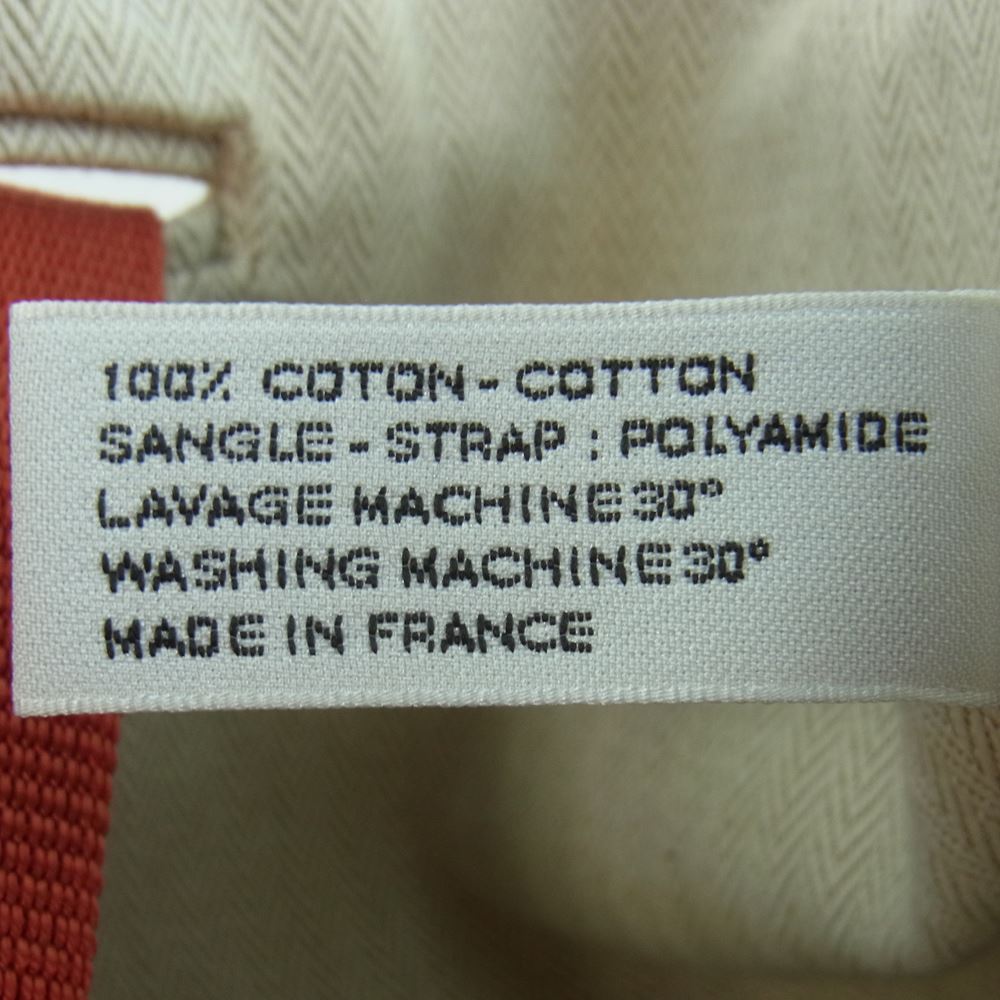 100% COTON - COTTON
SANGLE - STRAP : POLYAMIDE
LAVAGE MACHINE 30°
WASHING MACHINE 30°
MADE IN FRANCE